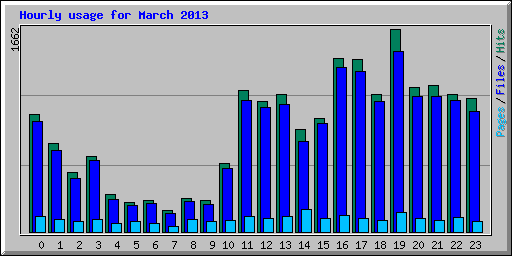 Hourly usage for March 2013
1662
Pages/Files/Hits
0 1 2 3 4 5 6 7 8 9 10 11 12 13 14 15 16 17 18 19 20 21 22 23